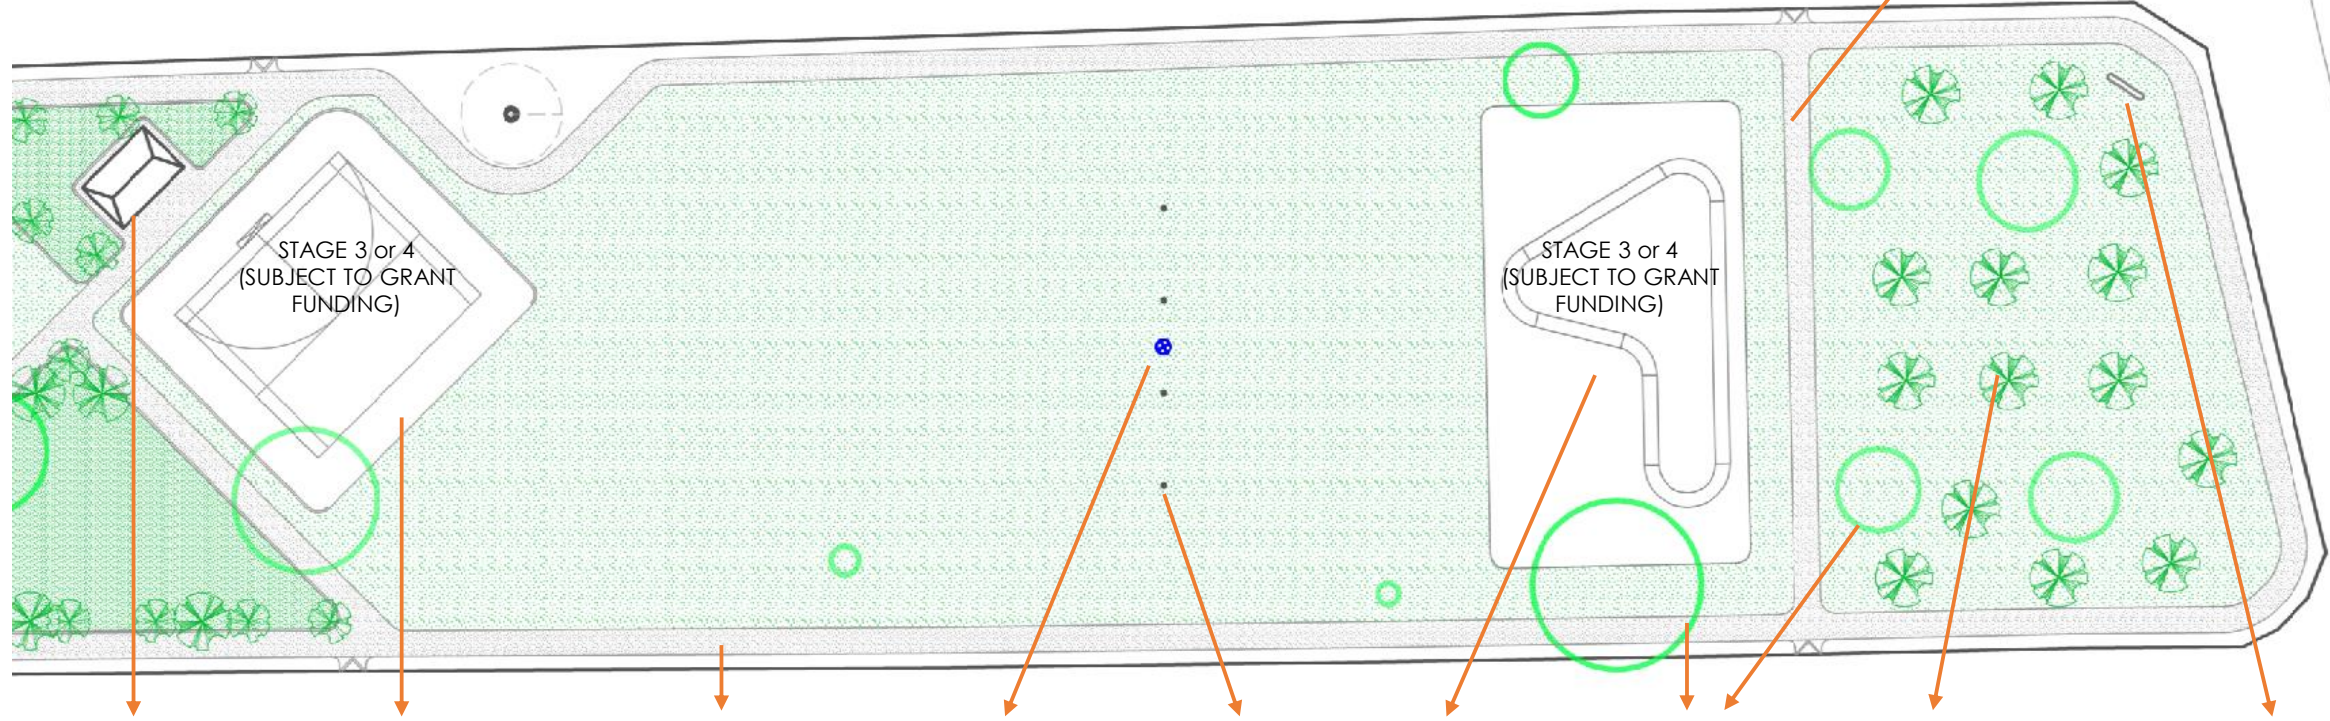 STAGE 3 or 4
(SUBJECT TO GRANT
FUNDING)
STAGE 3 or 4
(SUBJECT TO GRANT
FUNDING)